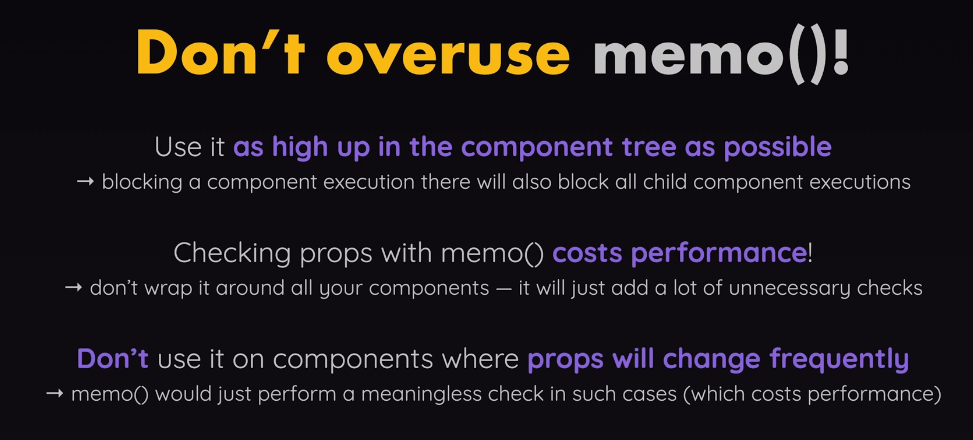 Don't overuse memo()!
Use it as high up in the component tree as possible
→ blocking a component execution there will also block all child component executions
Checking props with memo() costs performance!
→ don't wrap it around all your components — it will just add a lot of unnecessary checks
Don't use it on components where props will change frequently
→ memo() would just perform a meaningless check in such cases (which costs performance)